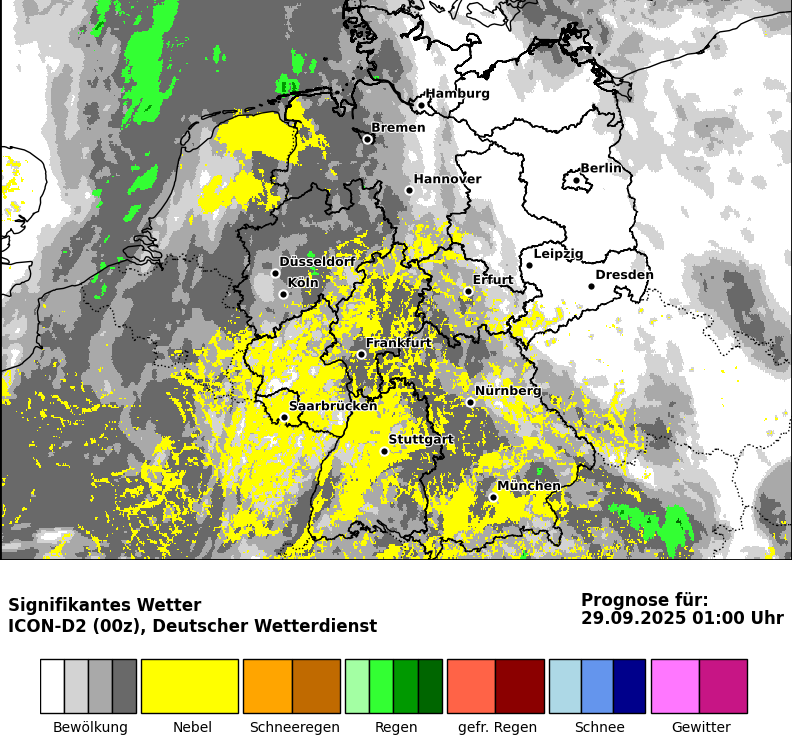 Hamburg
Bremen
Berlin
Hannover
Leipzig
Düsseldorf
Dresden
Köln
Erfurt
Frankfurt
Nürnberg
Saarbrücken
Stuttgart
München
Signifikantes Wetter
ICON-D2 (00z), Deutscher Wetterdienst
Prognose für:
29.09.2025 01:00 Uhr
Bewölkung Nebel Schneeregen Regen gefr. Regen Schnee Gewitter